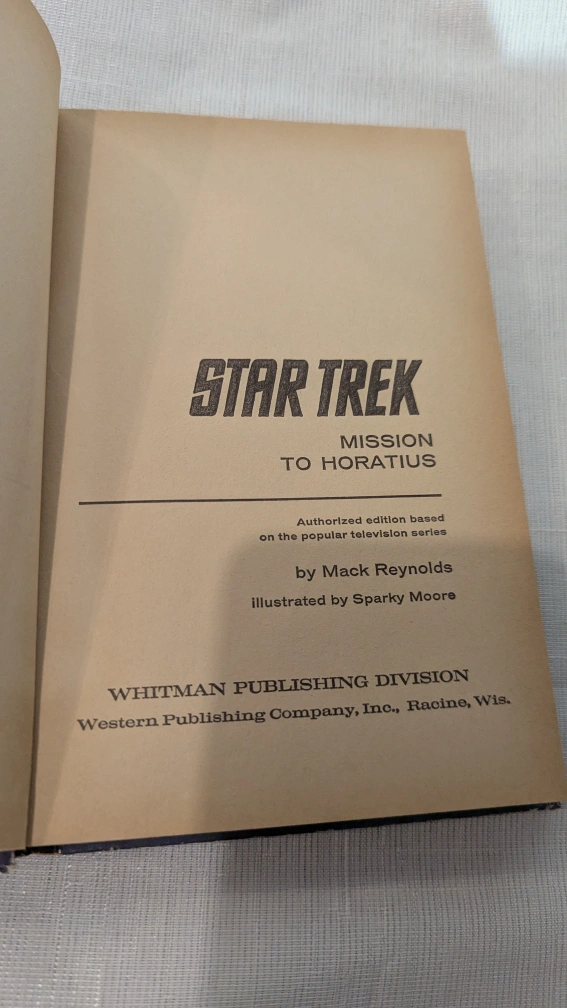 STAR TREK
MISSION
TO HORATIUS
Authorized edition based
on the popular television series
by Mack Reynolds
illustrated by Sparky Moore
WHITMAN PUBLISHING DIVISION
Western Publishing Company, Inc., Racine, Wis.